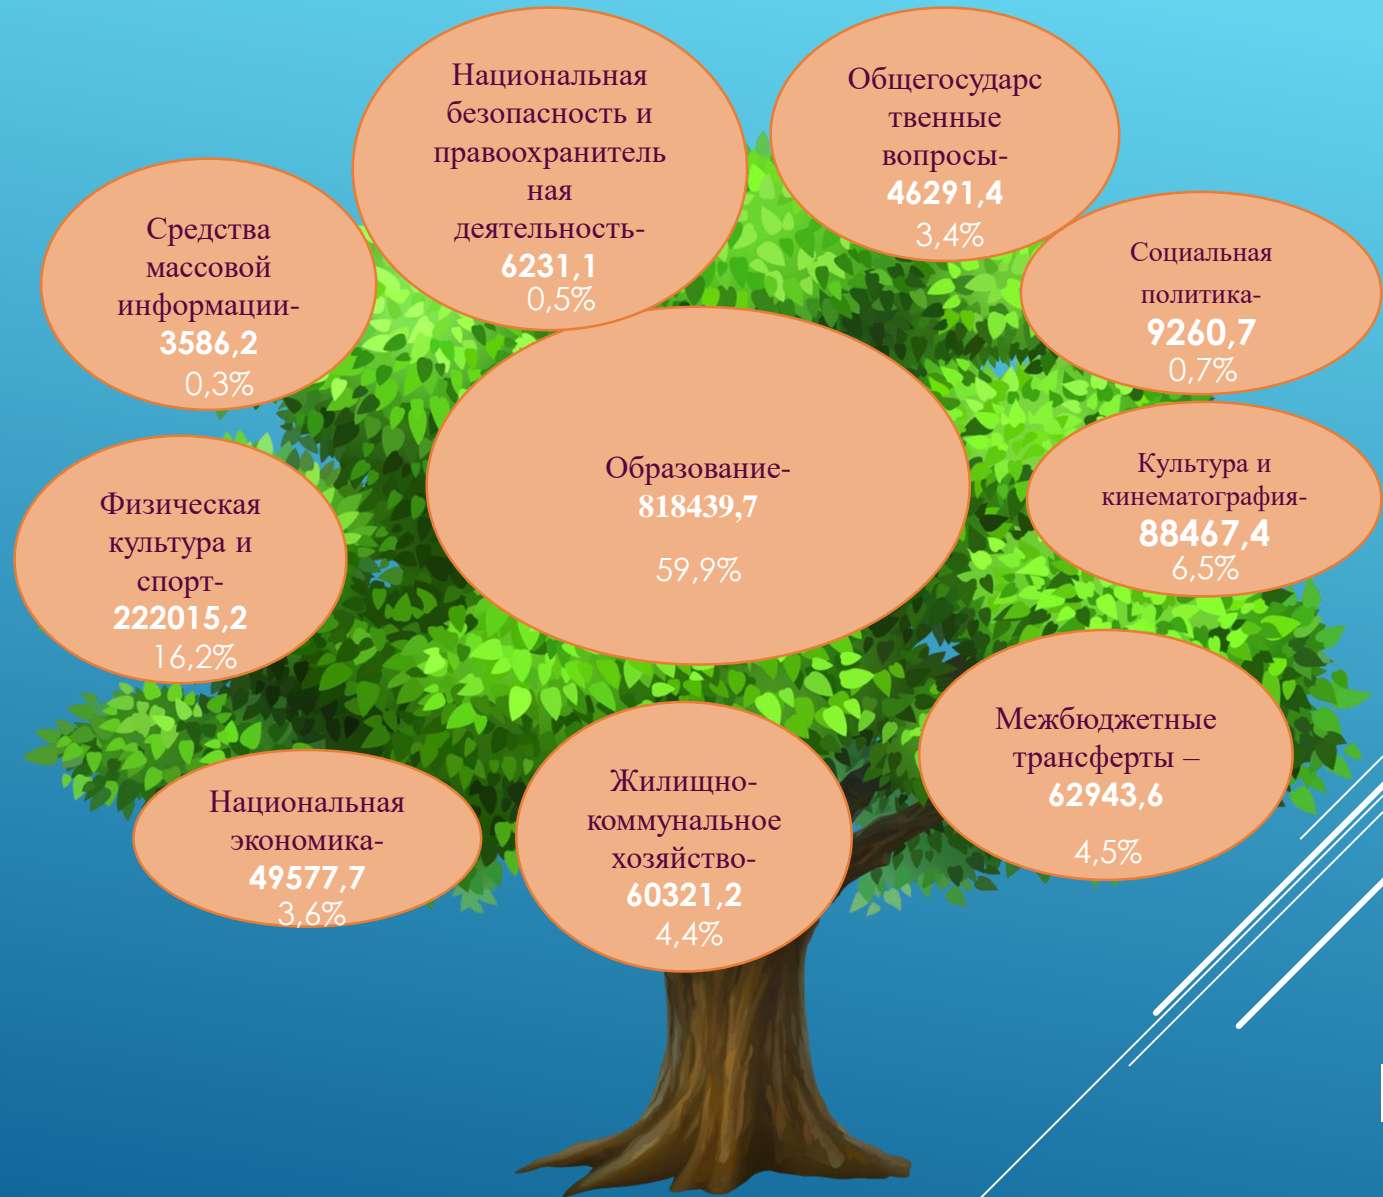 Национальная
безопасность и
правоохранитель
ная
деятельность-
6231,1
0,5%
Общегосударс
твенные
вопросы-
46291,4
3,4%
Средства
массовой
информации-
3586,2
0,3%
Социальная
политика-
9260,7
0,7%
Образование-
818439,7
59,9%
Культура и
кинематография-
88467,4
6,5%
Физическая
культура и
спорт-
222015,2
16,2%
Межбюджетные
трансферты –
62943,6
4,5%
Национальная
экономика-
49577,7
3,6%
Жилищно-
коммунальное
хозяйство-
60321,2
4,4%